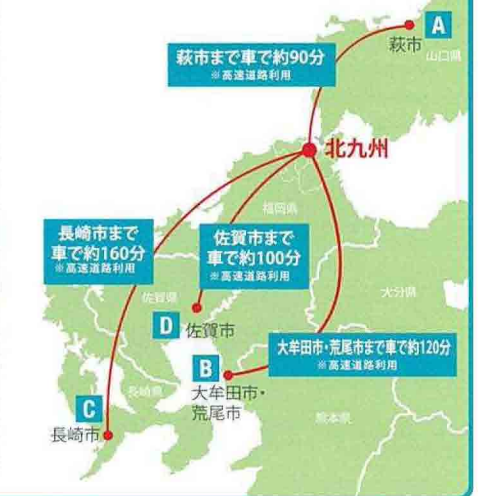 A
萩市
山口県
萩市まで車で約90分
※高速道路利用
北九州
福岡県
長崎市まで
車で約160分
※高速道路利用
佐賀市まで
車で約100分
※高速道路利用
大分県
佐賀県
D 佐賀市
大牟田市・荒尾市まで車で約120分
※高速道路利用
B
大牟田市・
荒尾市
長崎県
C
長崎市
熊本県